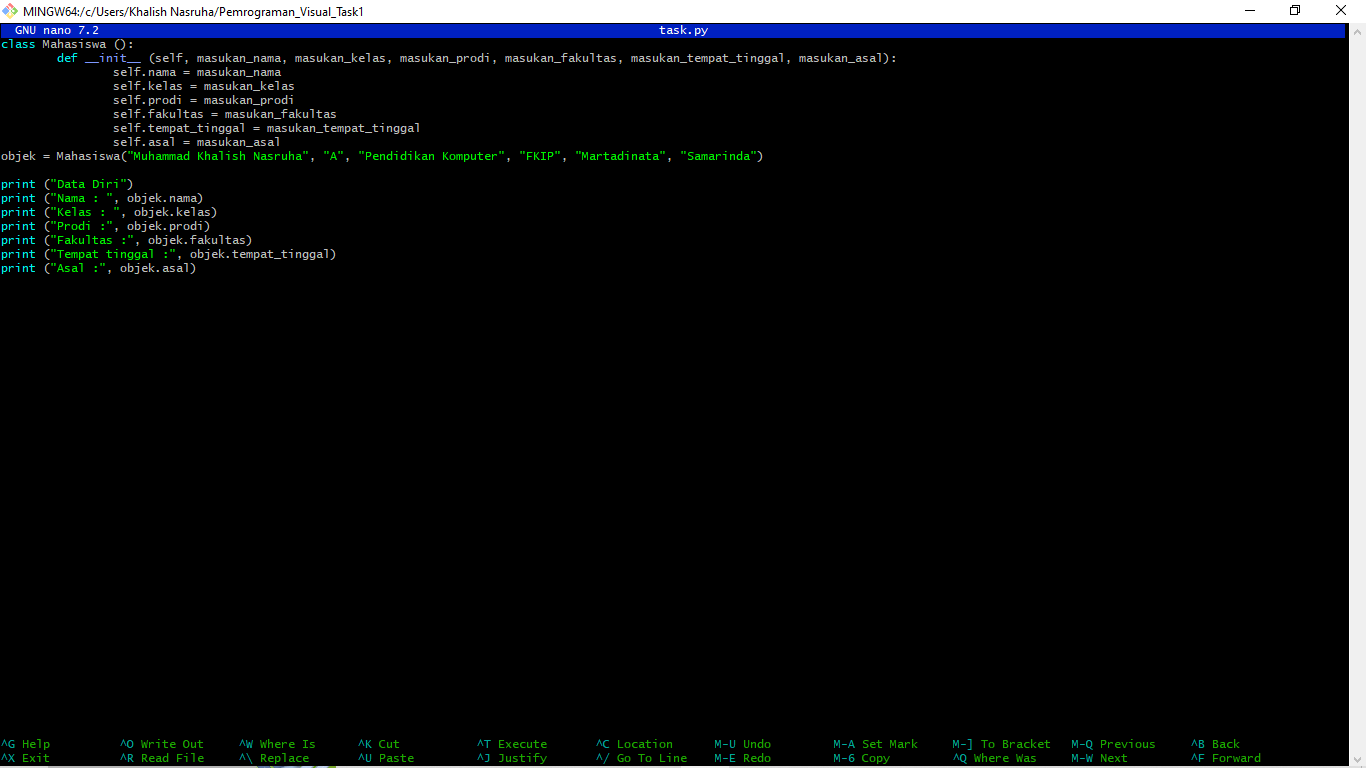 MINGW64:/c/Users/Khalish Nasruha/Pemrograman_Visual_Task1
GNU nano 7.2 task.py
class Mahasiswa ():
        def __init__ (self, masukan_nama, masukan_kelas, masukan_prodi, masukan_fakultas, masukan_tempat_tinggal, masukan_asal):
                self.nama = masukan_nama
                self.kelas = masukan_kelas
                self.prodi = masukan_prodi
                self.fakultas = masukan_fakultas
                self.tempat_tinggal = masukan_tempat_tinggal
                self.asal = masukan_asal
objek = Mahasiswa("Muhammad Khalish Nasruha", "A", "Pendidikan Komputer", "FKIP", "Martadinata", "Samarinda")
print ("Data Diri")
print ("Nama : ", objek.nama)
print ("Kelas : ", objek.kelas)
print ("Prodi :", objek.prodi)
print ("Fakultas :", objek.fakultas)
print ("Tempat tinggal :", objek.tempat_tinggal)
print ("Asal :", objek.asal)
^G Help ^O Write Out ^W Where Is ^K Cut ^T Execute ^C Location M-U Undo M-A Set Mark M-] To Bracket M-Q Previous ^B Back
^X Exit ^R Read File ^\ Replace ^U Paste ^J Justify ^/ Go To Line M-E Redo M-6 Copy ^Q Where Was M-W Next ^F Forward